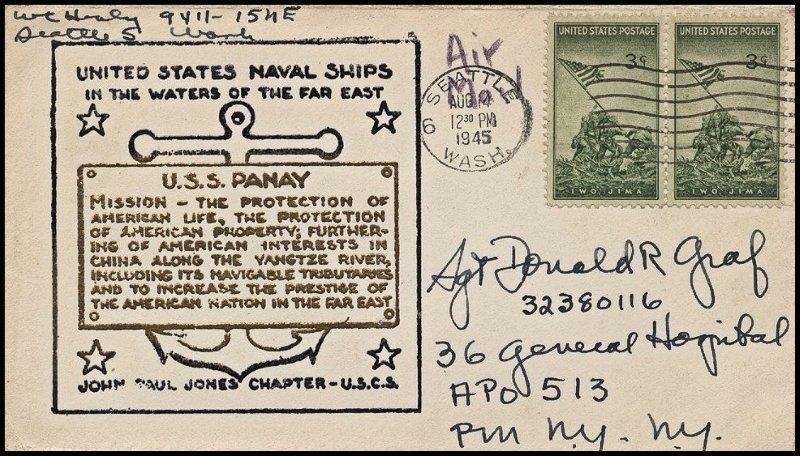 WC Hruly 9411-15NE
Seattle 5 Wash
UNITED STATES NAVAL SHIPS
IN THE WATERS OF THE FAR EAST
U.S.S. PANAY
MISSION – THE PROTECTION OF
AMERICAN LIFE, THE PROTECTION
OF AMERICAN PROPERTY; FURTHER-
ING OF AMERICAN INTERESTS IN
CHINA ALONG THE YANGTZE RIVER,
INCLUDING ITS NAVIGABLE TRIBUTARIES
AND TO INCREASE THE PRESTIGE OF
THE AMERICAN NATION IN THE FAR EAST
JOHN PAUL JONES CHAPTER – U.S.C.S.
Air
Mail
SEATTLE
6
AUG
12 30 PM
1945
WASH.
UNITED STATES POSTAGE
3¢
IWO JIMA
UNITED STATES POSTAGE
3¢
IWO JIMA
Sgt Donald R Graf
32380116
36 General Hospital
APO 513
PM N.Y. N.Y.